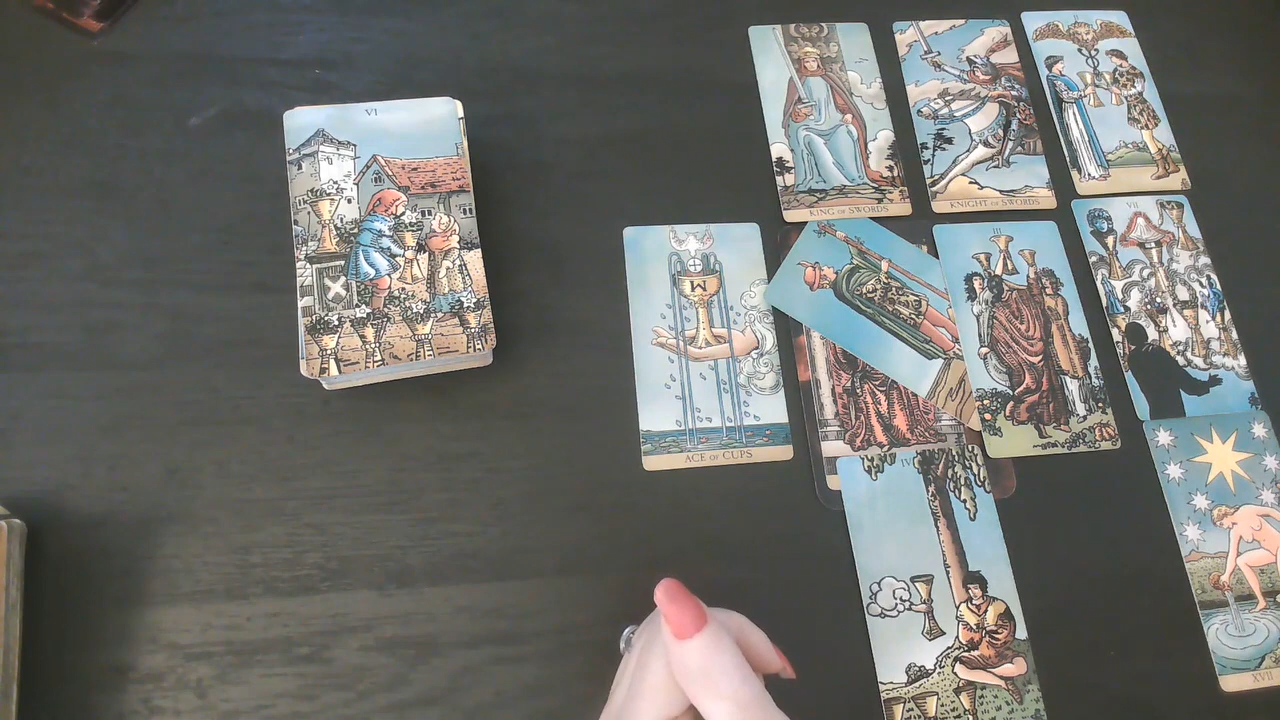 VI
KING OF SWORDS
KNIGHT OF SWORDS
VII
III
ACE OF CUPS
IV
XVII